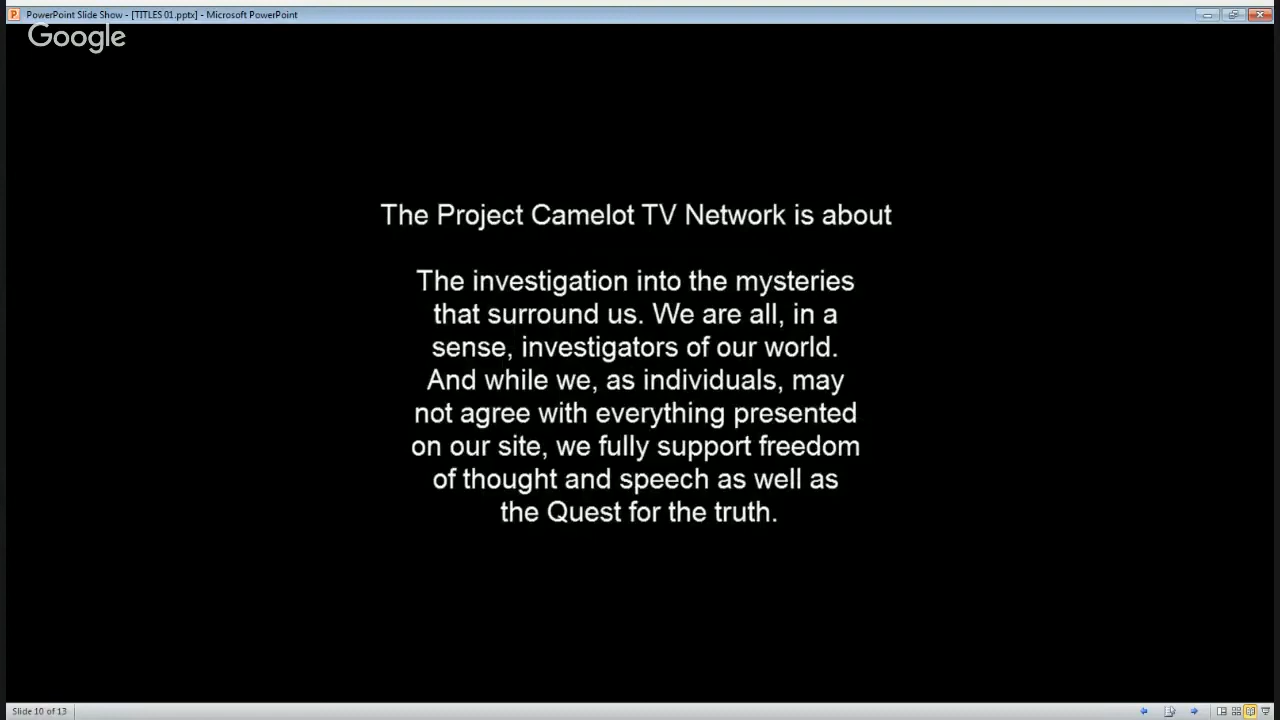 PowerPoint Slide Show - [TITLES 01.pptx] - Microsoft PowerPoint
Google
The Project Camelot TV Network is about
The investigation into the mysteries
that surround us. We are all, in a
sense, investigators of our world.
And while we, as individuals, may
not agree with everything presented
on our site, we fully support freedom
of thought and speech as well as
the Quest for the truth.
Slide 10 of 13